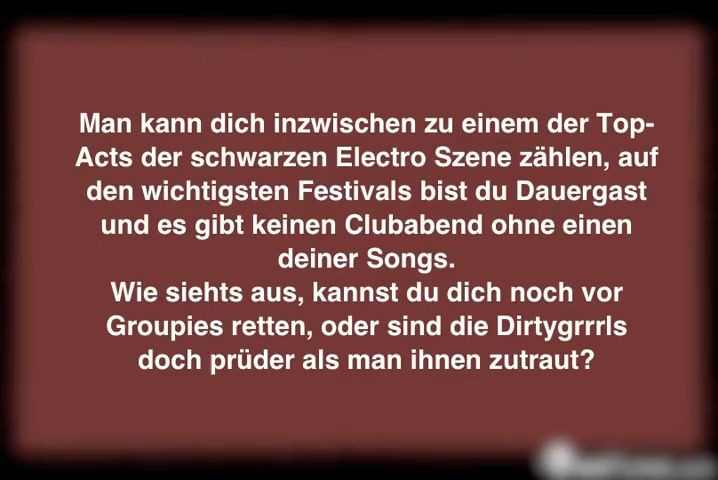 Man kann dich inzwischen zu einem der Top-
Acts der schwarzen Electro Szene zählen, auf
den wichtigsten Festivals bist du Dauergast
und es gibt keinen Clubabend ohne einen
deiner Songs.
Wie siehts aus, kannst du dich noch vor
Groupies retten, oder sind die Dirtygrrrls
doch prüder als man ihnen zutraut?